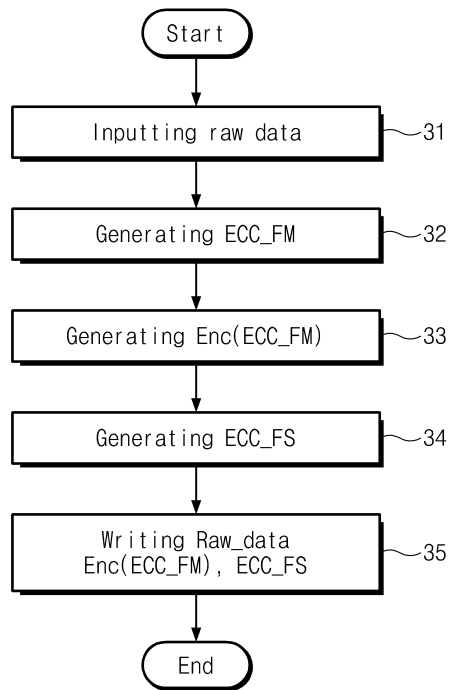 Start
Inputting raw data
31
Generating ECC_FM
32
Generating Enc(ECC_FM)
33
Generating ECC_FS
34
Writing Raw_data
Enc(ECC_FM), ECC_FS
35
End